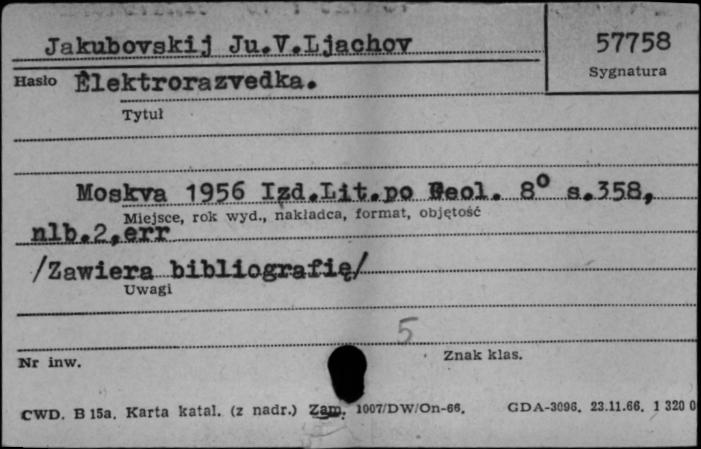 Jakubovskij Ju.V.Ljachov
57758
Sygnatura
Hasło Elektrorazvedka.
Tytuł
Moskva 1956 Izd.Lit.po Geol. 8º s.358,
Miejsce, rok wyd., nakładca, format, objętość
nlb.2,err
/Zawiera bibliografię/
Uwagi
5
Nr inw.
Znak klas.
CWD. B 15a. Karta katal. (z nadr.) Zam. 1007/DW/On-66. GDA-3096. 23.11.66. 1 320 0